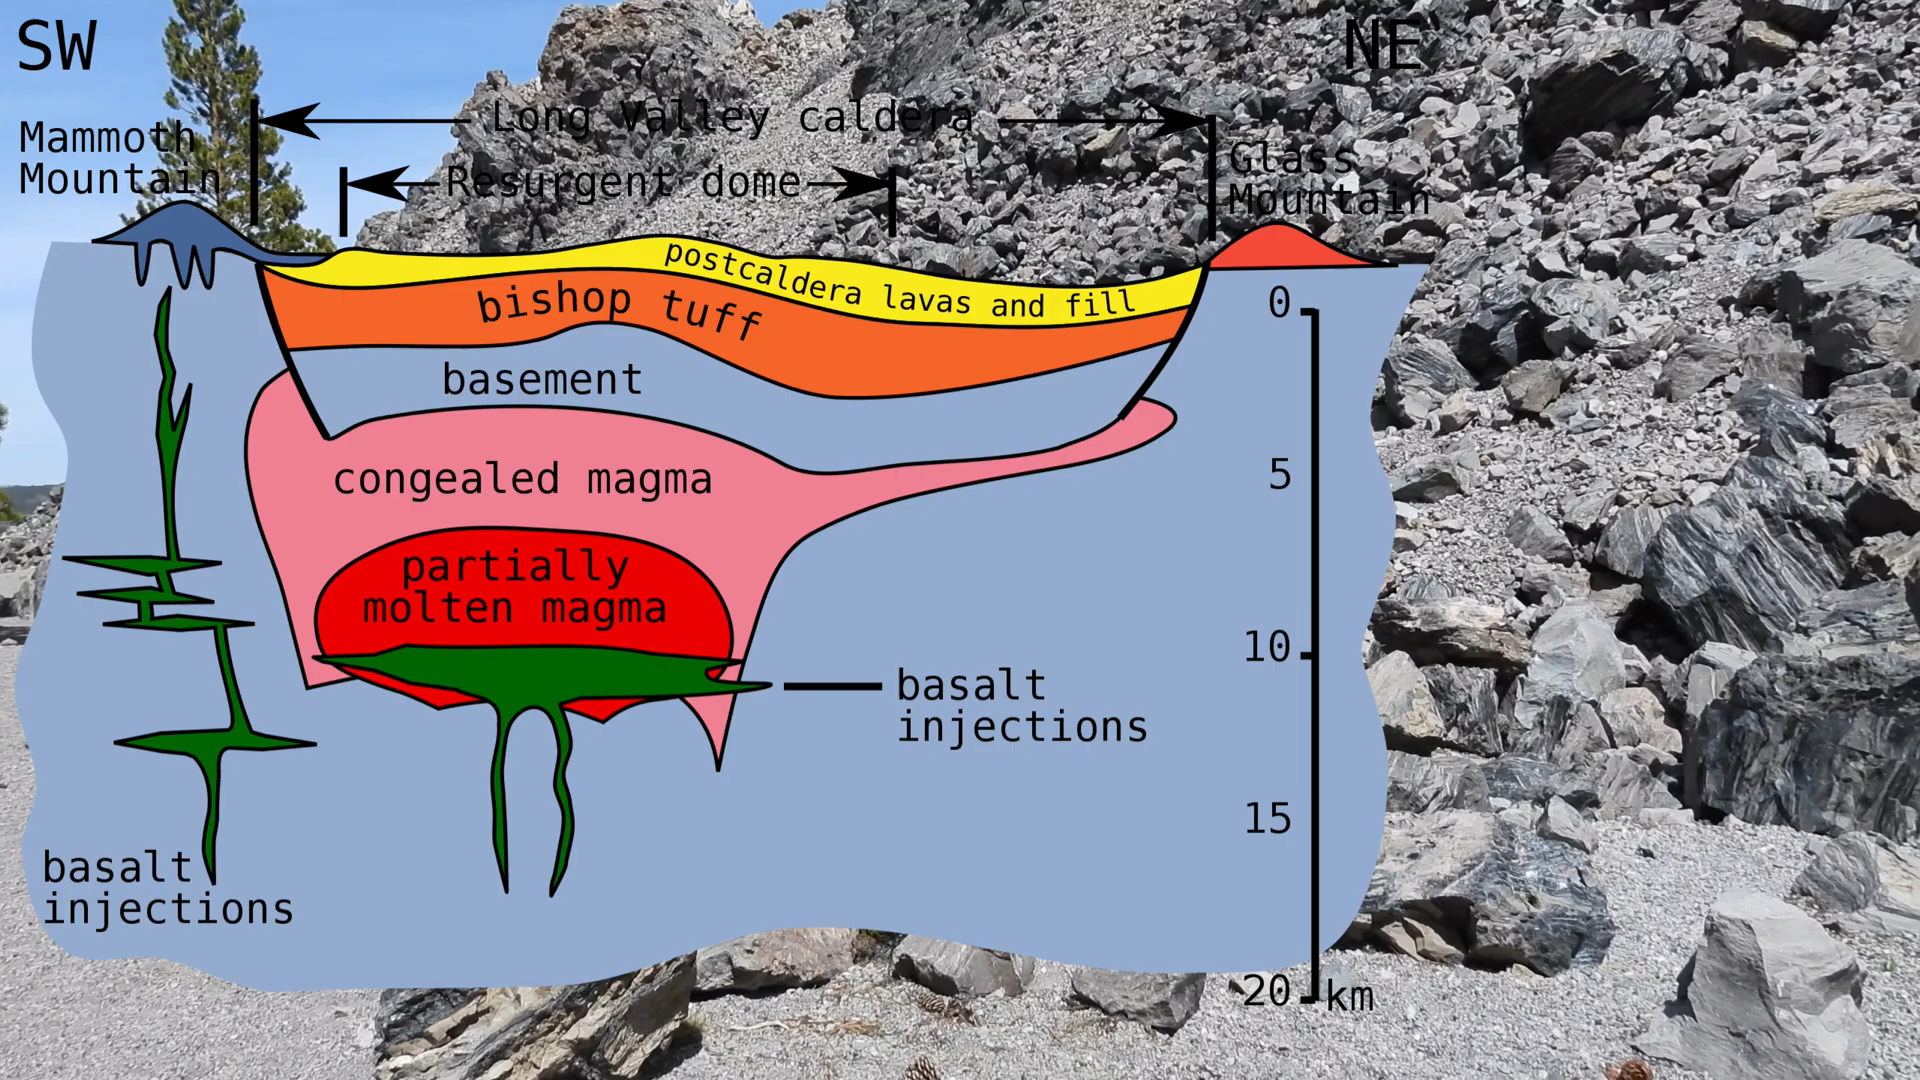 SW
NE
Long Valley caldera
Mammoth
Mountain
Resurgent dome
Glass
Mountain
postcaldera lavas and fill
bishop tuff
0
basement
5
congealed magma
partially
molten magma
10
basalt
injections
15
basalt
injections
20 km